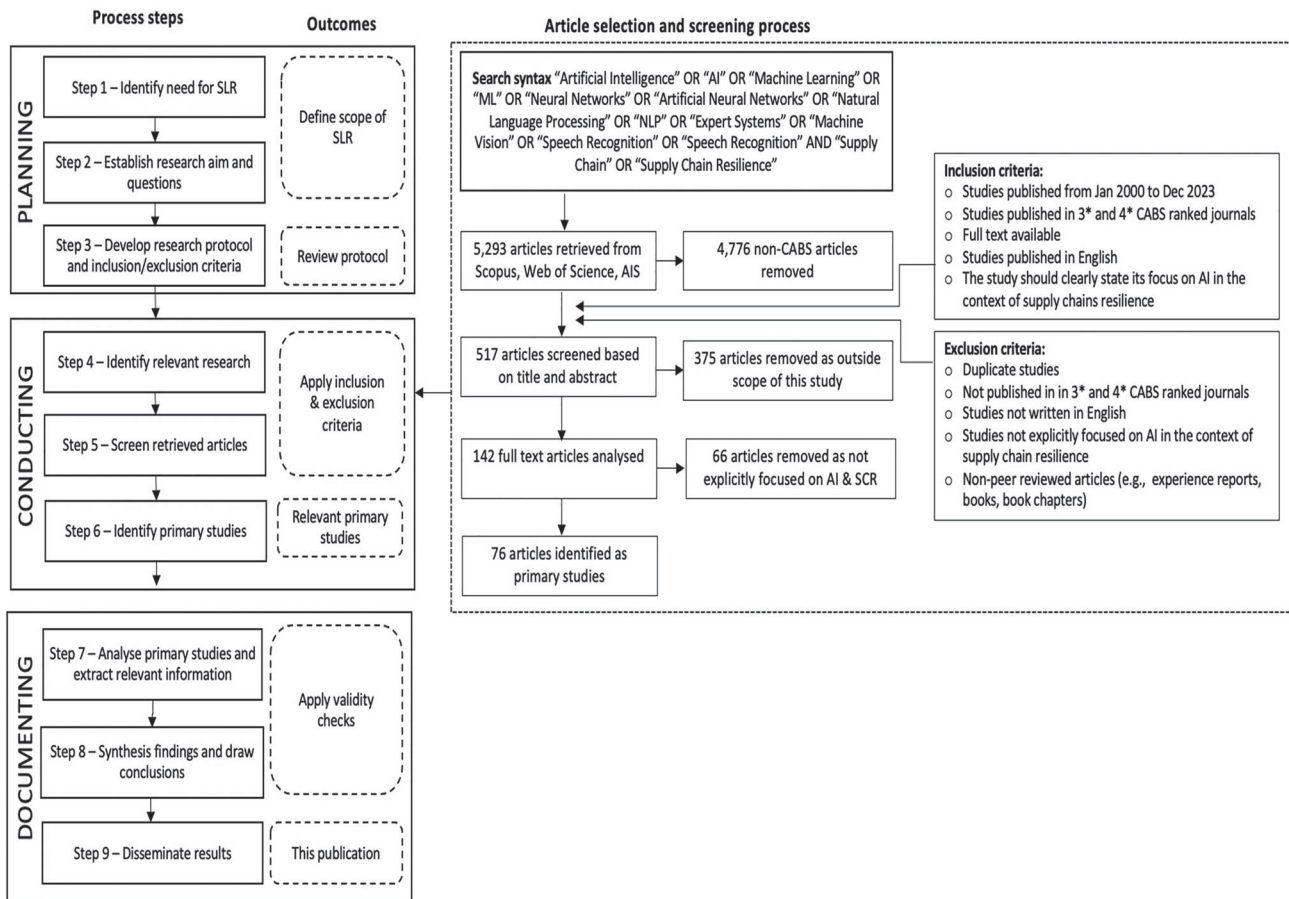 Process steps
Outcomes
Article selection and screening process
PLANNING
Step 1 – Identify need for SLR
Step 2 – Establish research aim and
questions
Step 3 – Develop research protocol
and inclusion/exclusion criteria
Define scope of
SLR
Review protocol
CONDUCTING
Step 4 – Identify relevant research
Step 5 – Screen retrieved articles
Step 6 – Identify primary studies
Apply inclusion
& exclusion
criteria
Relevant primary
studies
DOCUMENTING
Step 7 – Analyse primary studies and
extract relevant information
Step 8 – Synthesis findings and draw
conclusions
Step 9 – Disseminate results
Apply validity
checks
This publication
Search syntax “Artificial Intelligence” OR “AI” OR “Machine Learning” OR
“ML” OR “Neural Networks” OR “Artificial Neural Networks” OR “Natural
Language Processing” OR “NLP” OR “Expert Systems” OR “Machine
Vision” OR “Speech Recognition” OR “Speech Recognition” AND “Supply
Chain” OR “Supply Chain Resilience”
5,293 articles retrieved from
Scopus, Web of Science, AIS
4,776 non-CABS articles
removed
517 articles screened based
on title and abstract
375 articles removed as outside
scope of this study
142 full text articles analysed
66 articles removed as not
explicitly focused on AI & SCR
76 articles identified as
primary studies
Inclusion criteria:
o Studies published from Jan 2000 to Dec 2023
o Studies published in 3* and 4* CABS ranked journals
o Full text available
o Studies published in English
o The study should clearly state its focus on AI in the
context of supply chains resilience
Exclusion criteria:
o Duplicate studies
o Not published in in 3* and 4* CABS ranked journals
o Studies not written in English
o Studies not explicitly focused on AI in the context of
supply chain resilience
o Non-peer reviewed articles (e.g., experience reports,
books, book chapters)